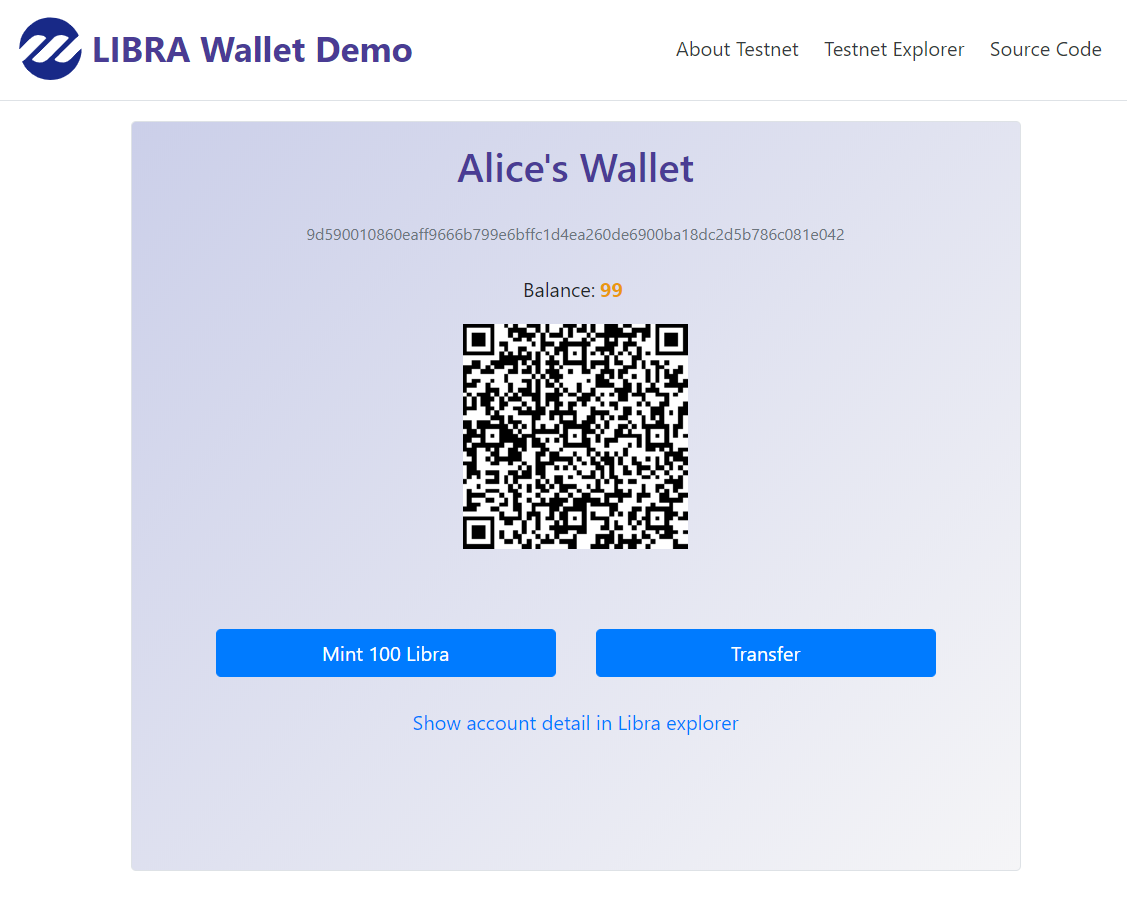 LIBRA Wallet Demo
About Testnet Testnet Explorer Source Code
Alice's Wallet
9d590010860eaff9666b799e6bffc1d4ea260de6900ba18dc2d5b786c081e042
Balance: 99
Mint 100 Libra
Transfer
Show account detail in Libra explorer